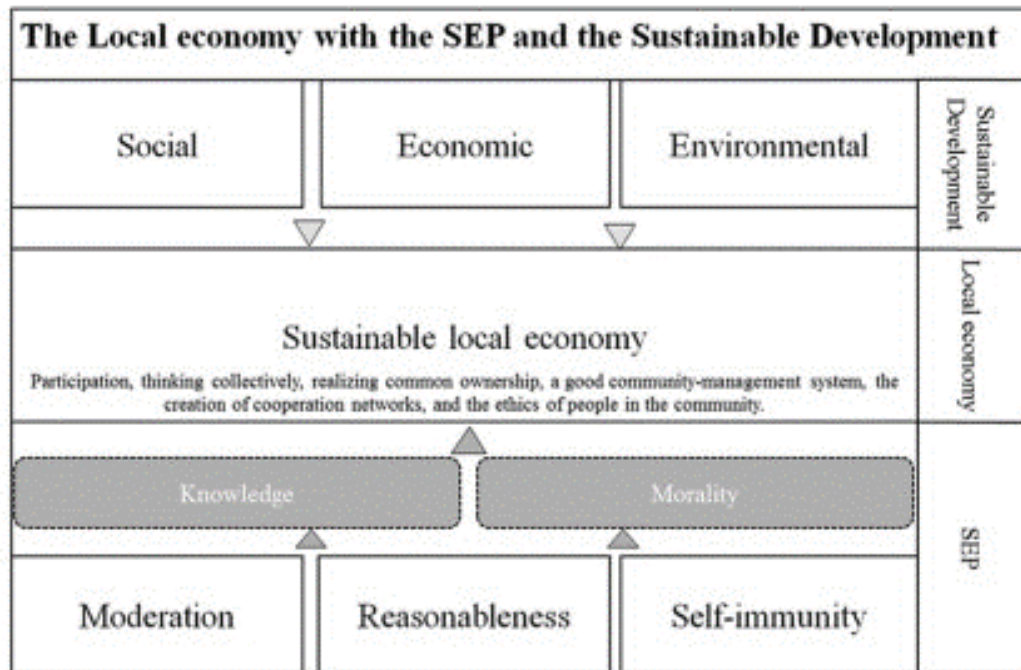 The Local economy with the SEP and the Sustainable Development
Social
Economic
Environmental
Sustainable
Development
Sustainable local economy
Participation, thinking collectively, realizing common ownership, a good community-management system, the
creation of cooperation networks, and the ethics of people in the community.
Local economy
Knowledge
Morality
SEP
Moderation
Reasonableness
Self-immunity